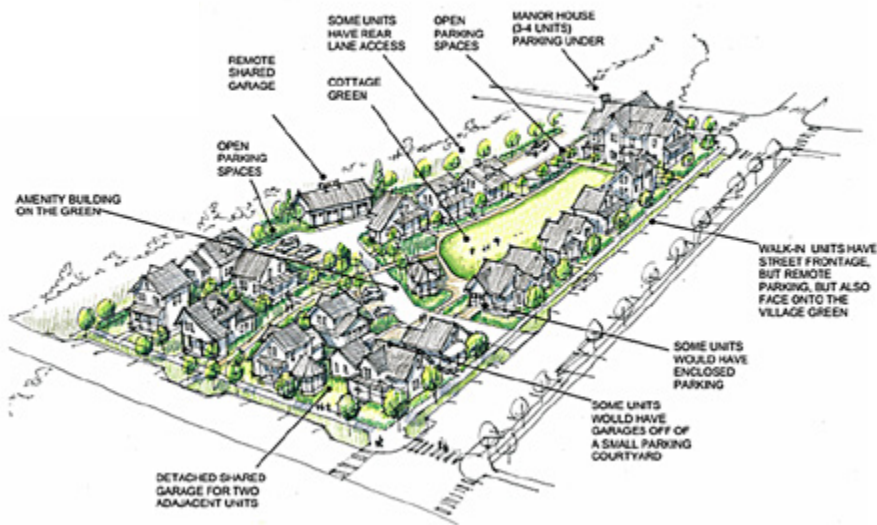 SOME UNITS
HAVE REAR
LANE ACCESS
OPEN
PARKING
SPACES
MANOR HOUSE
(3-4 UNITS)
PARKING UNDER
REMOTE
SHARED
GARAGE
COTTAGE
GREEN
OPEN
PARKING
SPACES
AMENITY BUILDING
ON THE GREEN
WALK-IN UNITS HAVE
STREET FRONTAGE,
BUT REMOTE
PARKING, BUT ALSO
FACE ONTO THE
VILLAGE GREEN
SOME UNITS
WOULD HAVE
ENCLOSED
PARKING
SOME UNITS
WOULD HAVE
GARAGES OFF OF
A SMALL PARKING
COURTYARD
DETACHED SHARED
GARAGE FOR TWO
ADJACENT UNITS